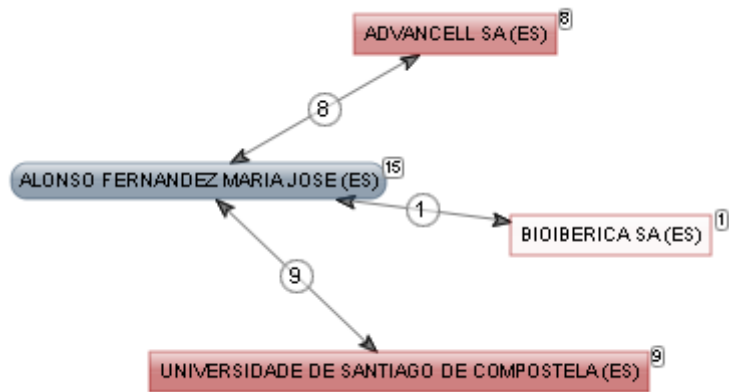 ADVANCELL SA (ES)
8
8
ALONSO FERNANDEZ MARIA JOSE (ES)
15
1
BIOIBERICA SA (ES)
1
9
UNIVERSIDADE DE SANTIAGO DE COMPOSTELA (ES)
9